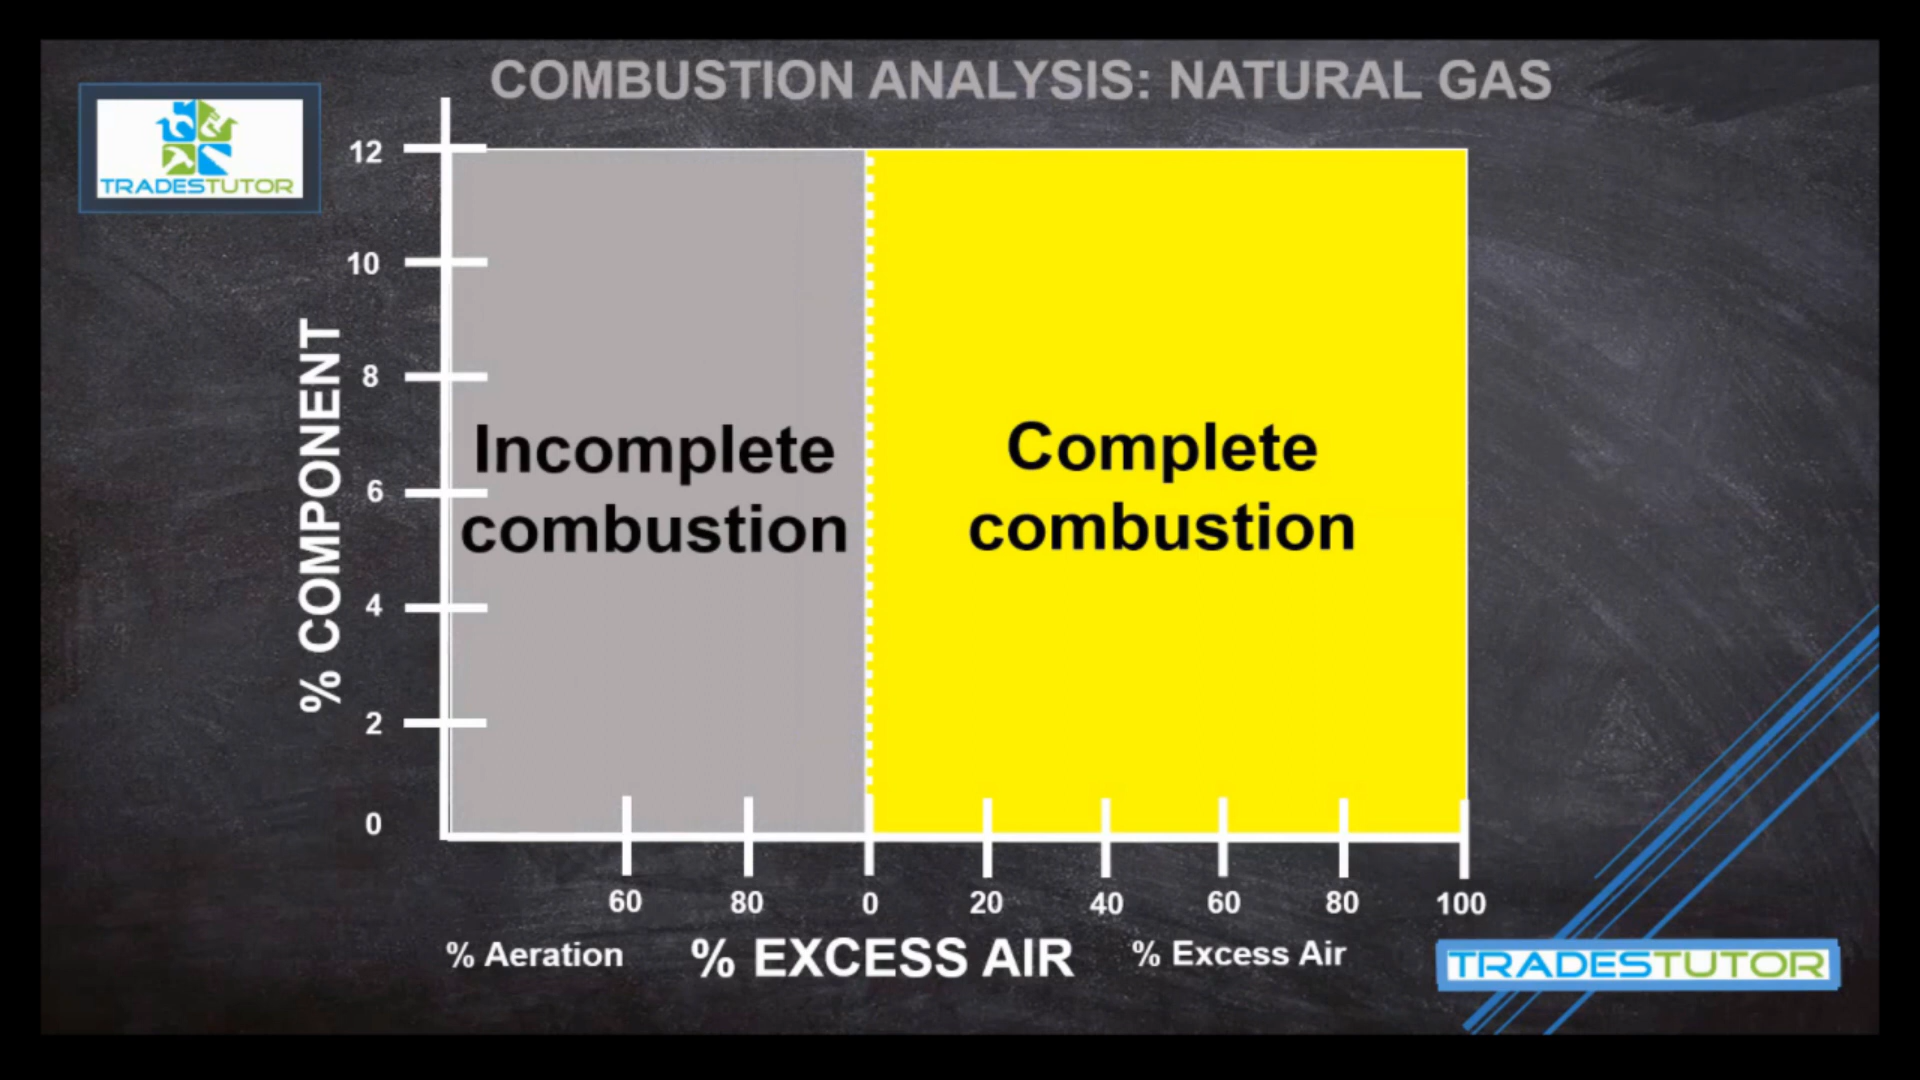 COMBUSTION ANALYSIS: NATURAL GAS
TRADESTUTOR
12
10
8
6
4
2
0
% COMPONENT
Incomplete
combustion
Complete
combustion
60 80 0 20 40 60 80 100
% Aeration % EXCESS AIR % Excess Air
TRADESTUTOR